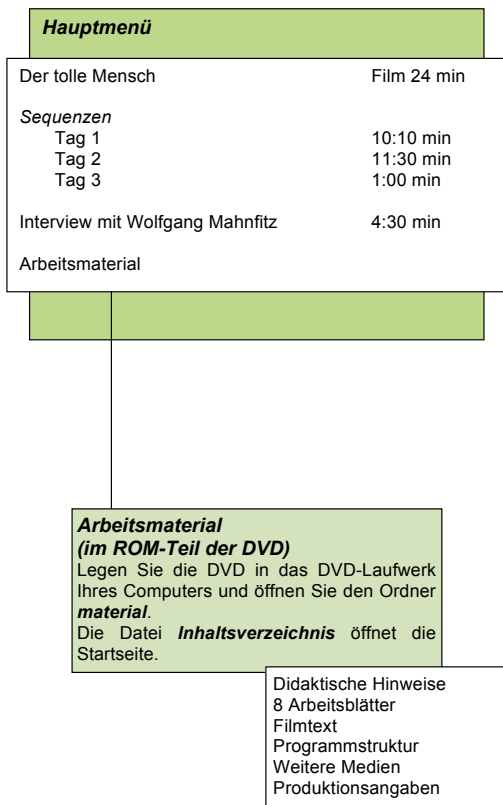 Hauptmenü
Der tolle Mensch Film 24 min
Sequenzen
Tag 1 10:10 min
Tag 2 11:30 min
Tag 3 1:00 min
Interview mit Wolfgang Mahnfitz 4:30 min
Arbeitsmaterial
Arbeitsmaterial
(im ROM-Teil der DVD)
Legen Sie die DVD in das DVD-Laufwerk
Ihres Computers und öffnen Sie den Ordner
material.
Die Datei Inhaltsverzeichnis öffnet die
Startseite.
Didaktische Hinweise
8 Arbeitsblätter
Filmtext
Programmstruktur
Weitere Medien
Produktionsangaben